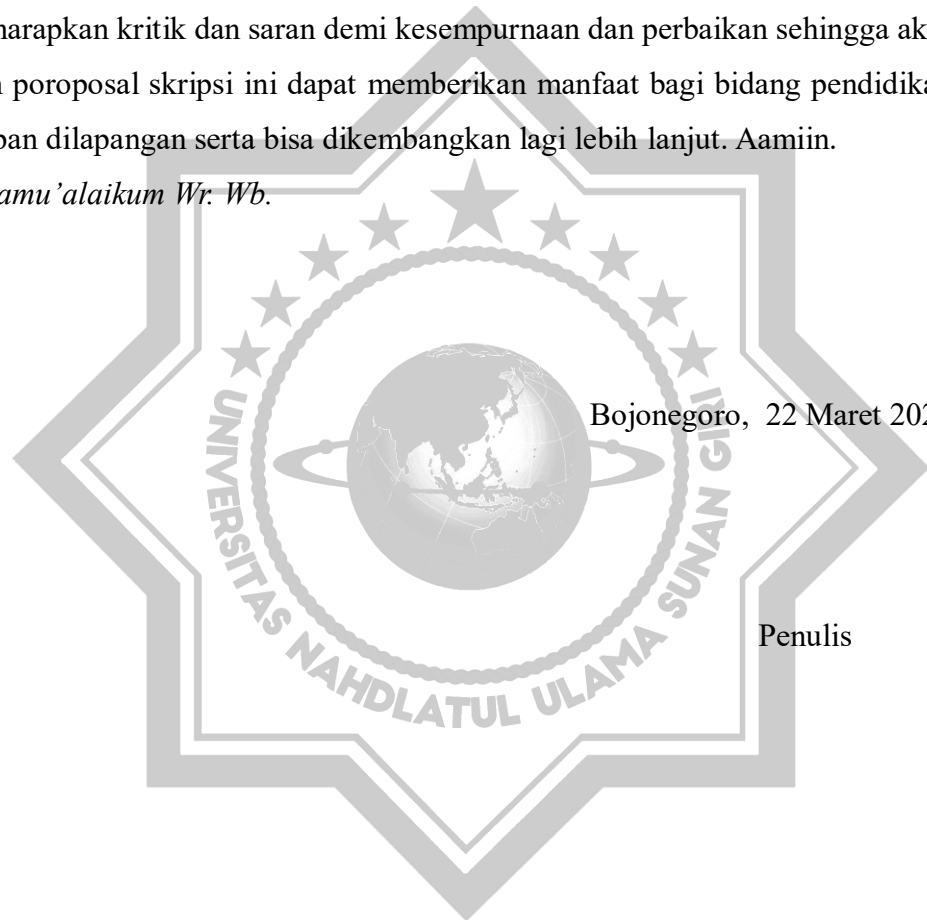 harapkan kritik dan saran demi kesempurnaan dan perbaikan sehingga ak
poroposal skripsi ini dapat memberikan manfaat bagi bidang pendidika
pan dilapangan serta bisa dikembangkan lagi lebih lanjut. Aamiin.
amu’alaikum Wr. Wb.
Bojonegoro, 22 Maret 202
Penulis
UNIVERSITAS NAHDLATUL ULAMA SUNAN GIRI